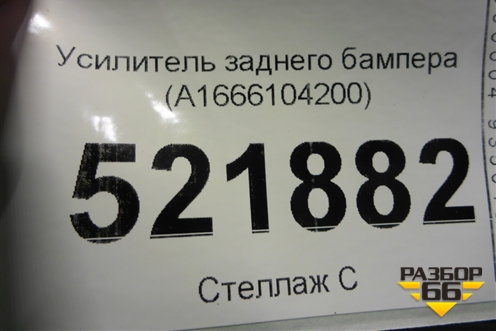 Усилитель заднего бампера
(A1666104200)
521882
Стеллаж С
РАЗБОР
66